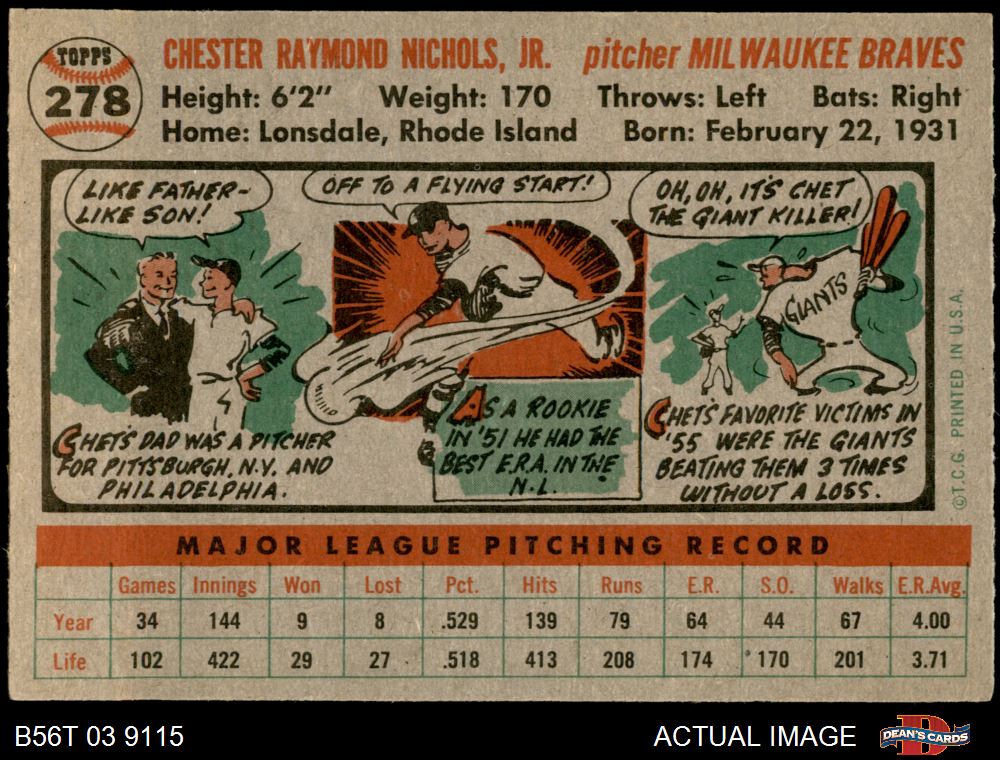 TOPPS
278
CHESTER RAYMOND NICHOLS, JR. pitcher MILWAUKEE BRAVES
Height: 6'2" Weight: 170 Throws: Left Bats: Right
Home: Lonsdale, Rhode Island Born: February 22, 1931
LIKE FATHER-
LIKE SON!
CHET'S DAD WAS A PITCHER
FOR PITTSBURGH, N.Y. AND
PHILADELPHIA.
OFF TO A FLYING START!
AS A ROOKIE
IN '51 HE HAD THE
BEST E.R.A. IN THE
N.L.
OH, OH, IT'S CHET
THE GIANT KILLER!
GIANTS
CHET'S FAVORITE VICTIMS IN
'55 WERE THE GIANTS
BEATING THEM 3 TIMES
WITHOUT A LOSS.
©T.C.G. PRINTED IN U.S.A.
MAJOR LEAGUE PITCHING RECORD
Games Innings Won Lost Pct. Hits Runs E.R. S.O. Walks E.R.Avg.
Year 34 144 9 8 .529 139 79 64 44 67 4.00
Life 102 422 29 27 .518 413 208 174 170 201 3.71
B56T 03 9115
ACTUAL IMAGE
D
DEAN'S CARDS